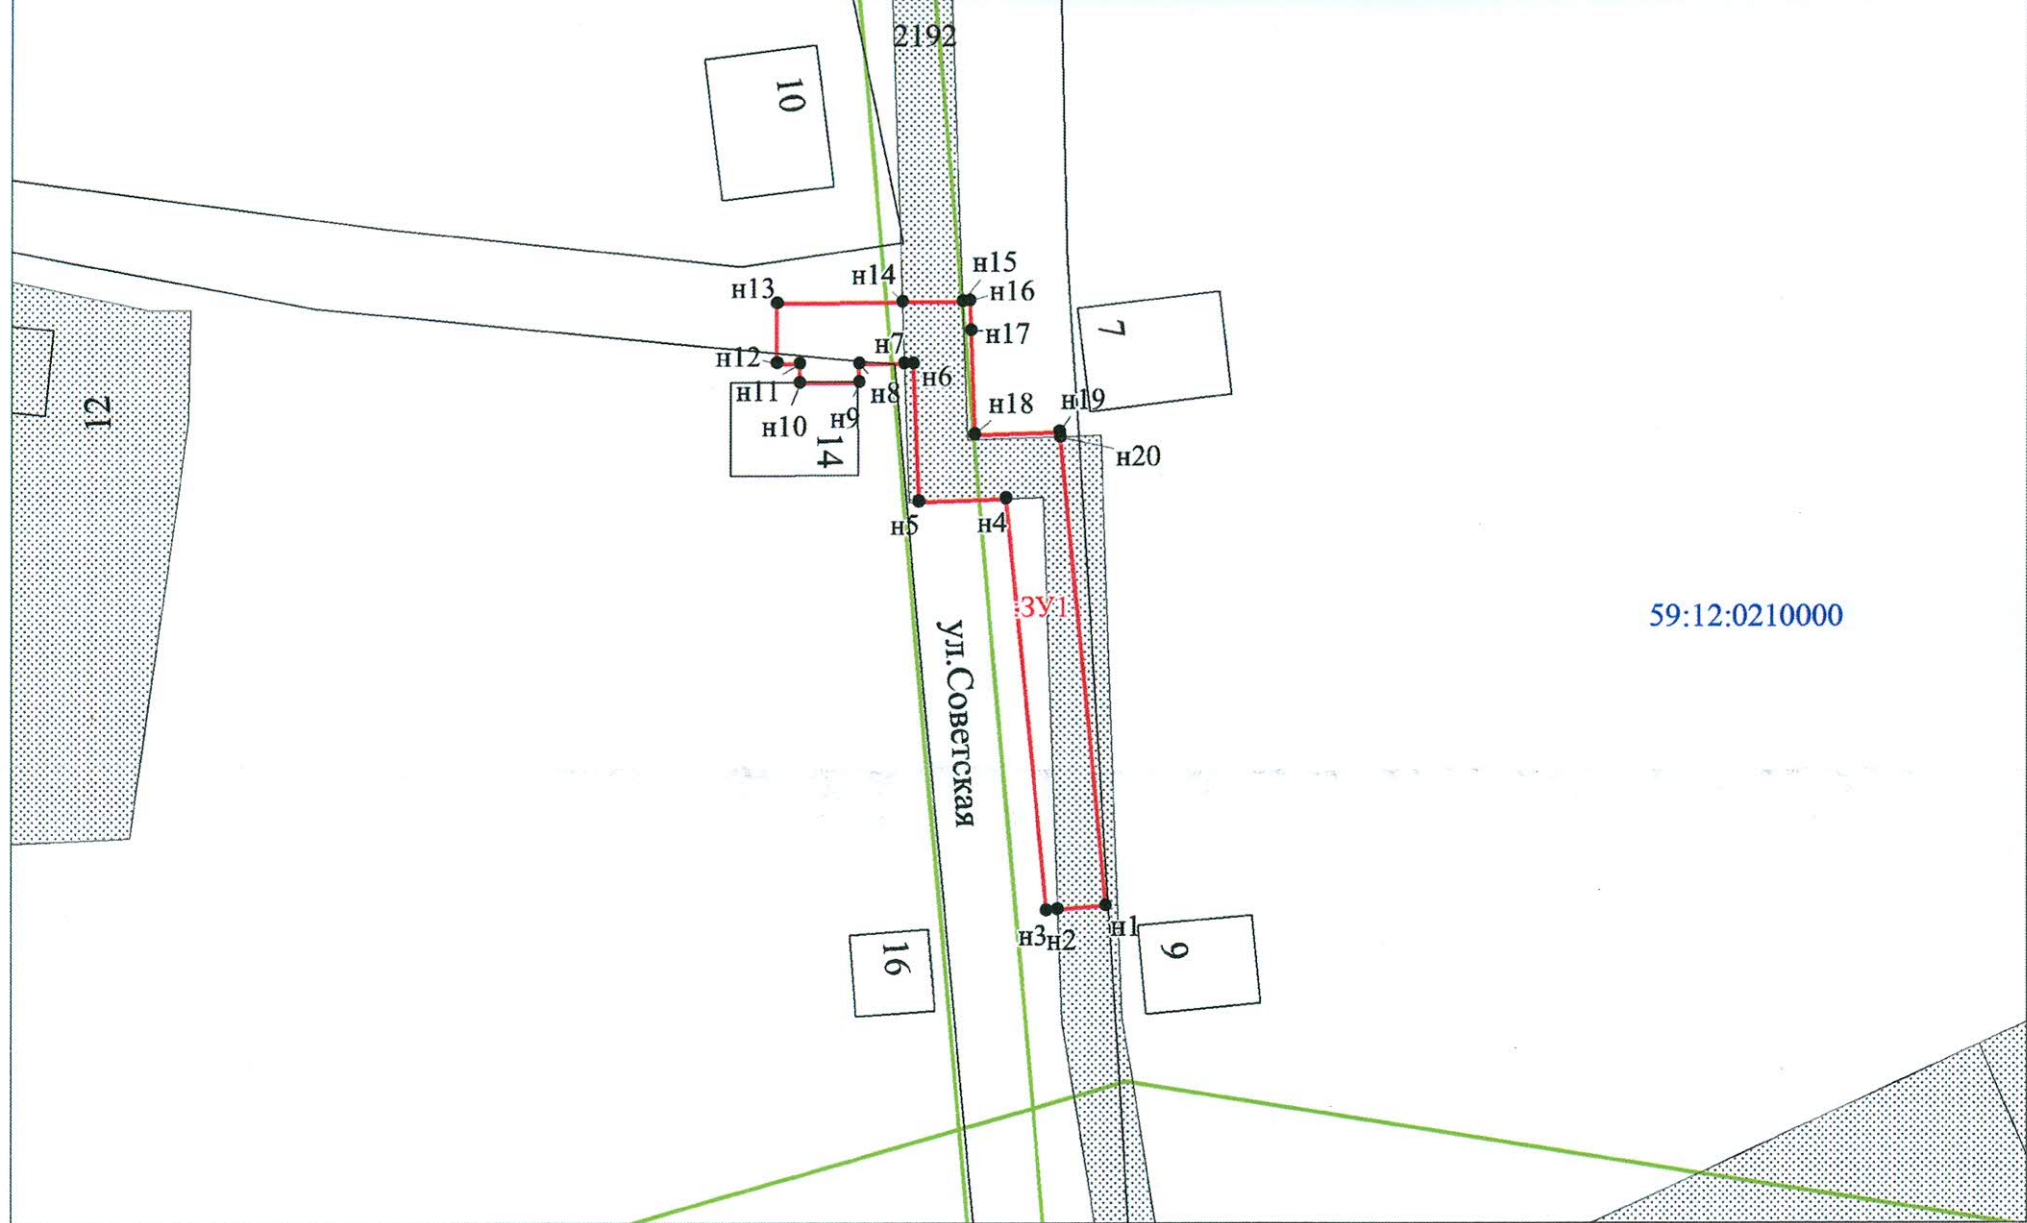 2192
10
н15
н14
н16
н13
7
н17
н7
н12
н6
н11
н8
н19
н18
12
н10
н9
14
н20
н5
н4
:ЗУ1
59:12:0210000
ул.Советская
н1
н3
н2
16
9